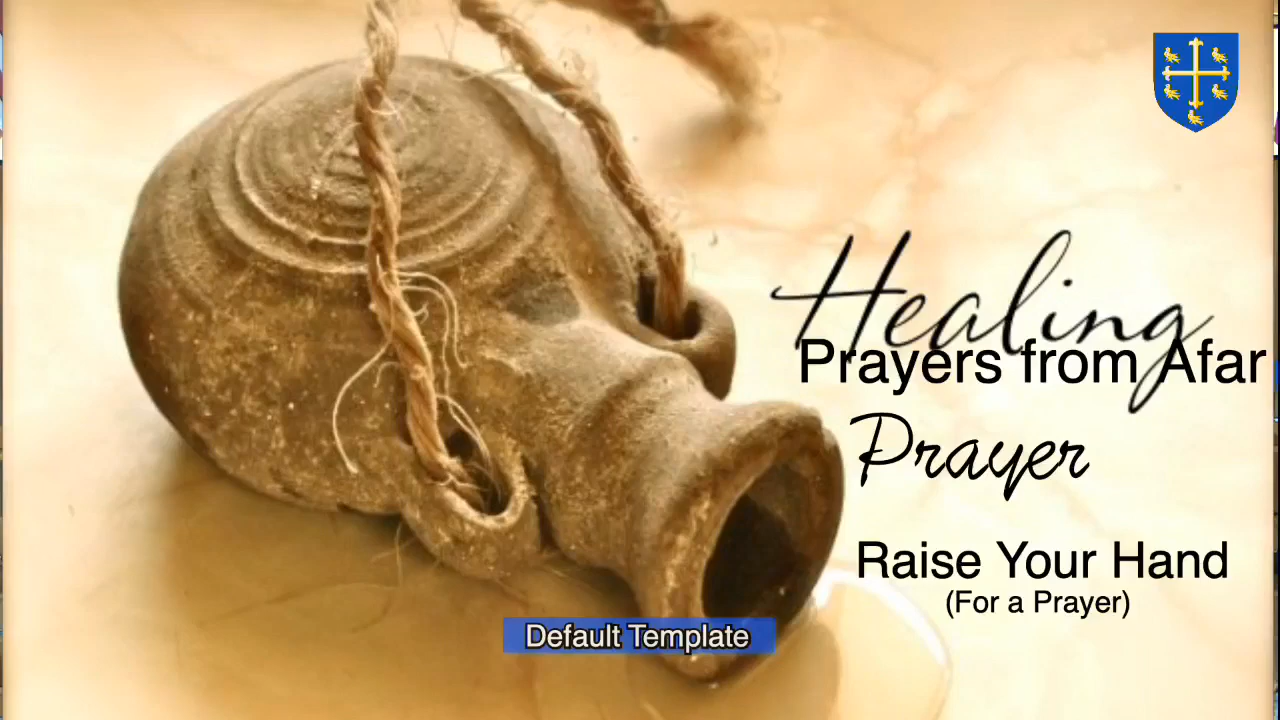 Healing
Prayers from Afar
Prayer
Raise Your Hand
(For a Prayer)
Default Template